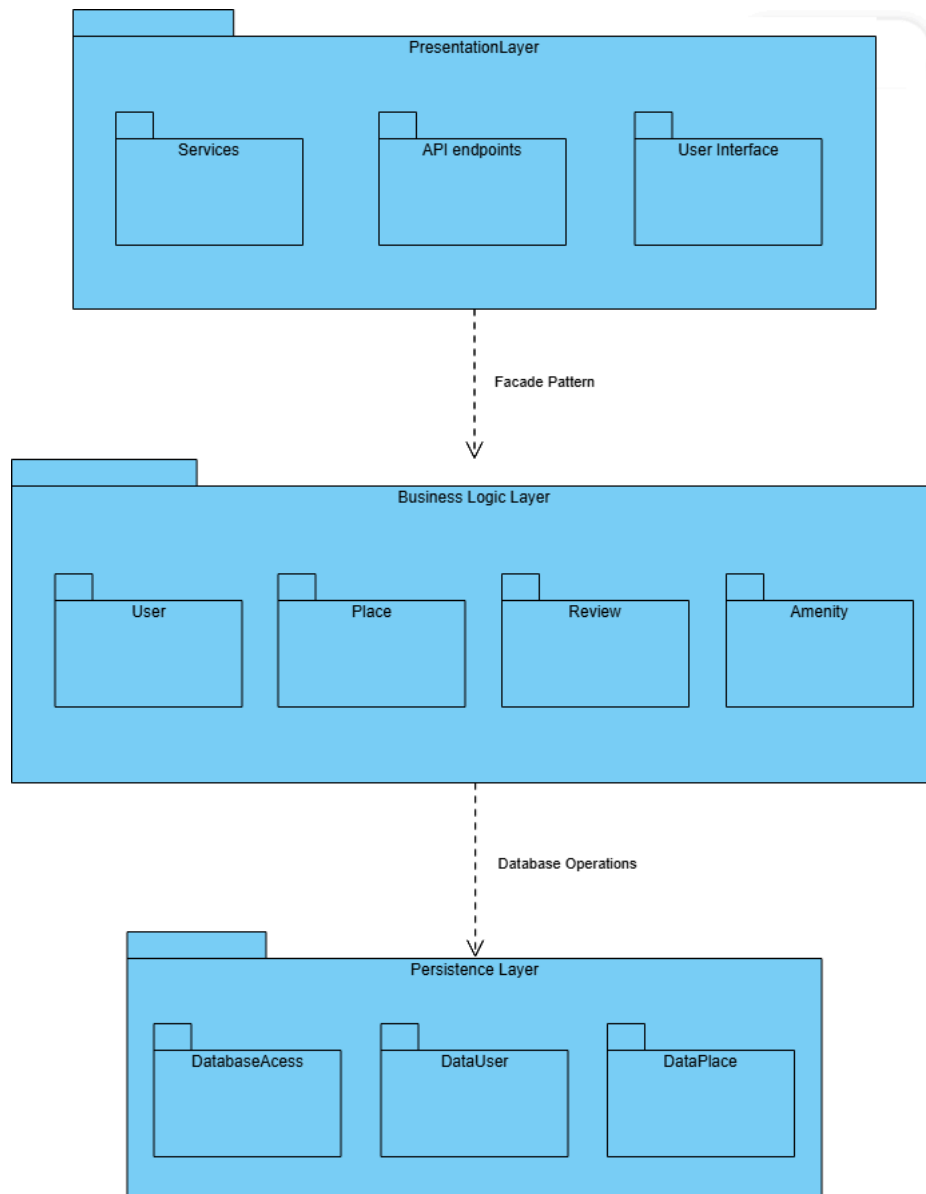 PresentationLayer
Services
API endpoints
User Interface
Facade Pattern
Business Logic Layer
User
Place
Review
Amenity
Database Operations
Persistence Layer
DatabaseAcess
DataUser
DataPlace